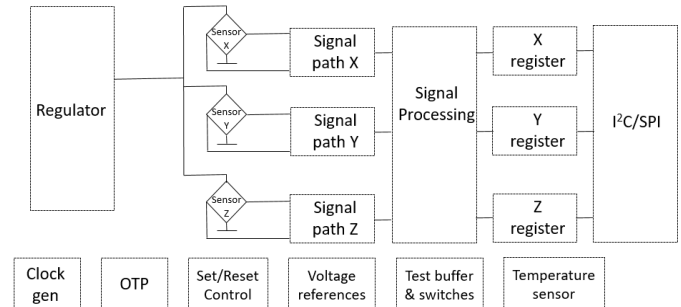 Regulator
Sensor
X
Sensor
Y
Sensor
Z
Signal
path X
Signal
path Y
Signal
path Z
Signal
Processing
X
register
Y
register
Z
register
I²C/SPI
Clock
gen
OTP
Set/Reset
Control
Voltage
references
Test buffer
& switches
Temperature
sensor